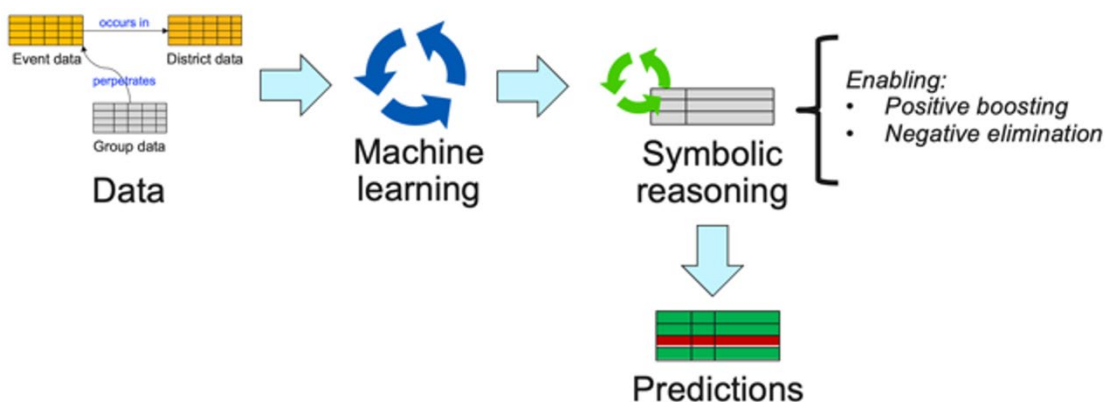 occurs in
Event data
District data
perpetrates
Group data
Data
Machine
learning
Symbolic
reasoning
Enabling:
• Positive boosting
• Negative elimination
Predictions